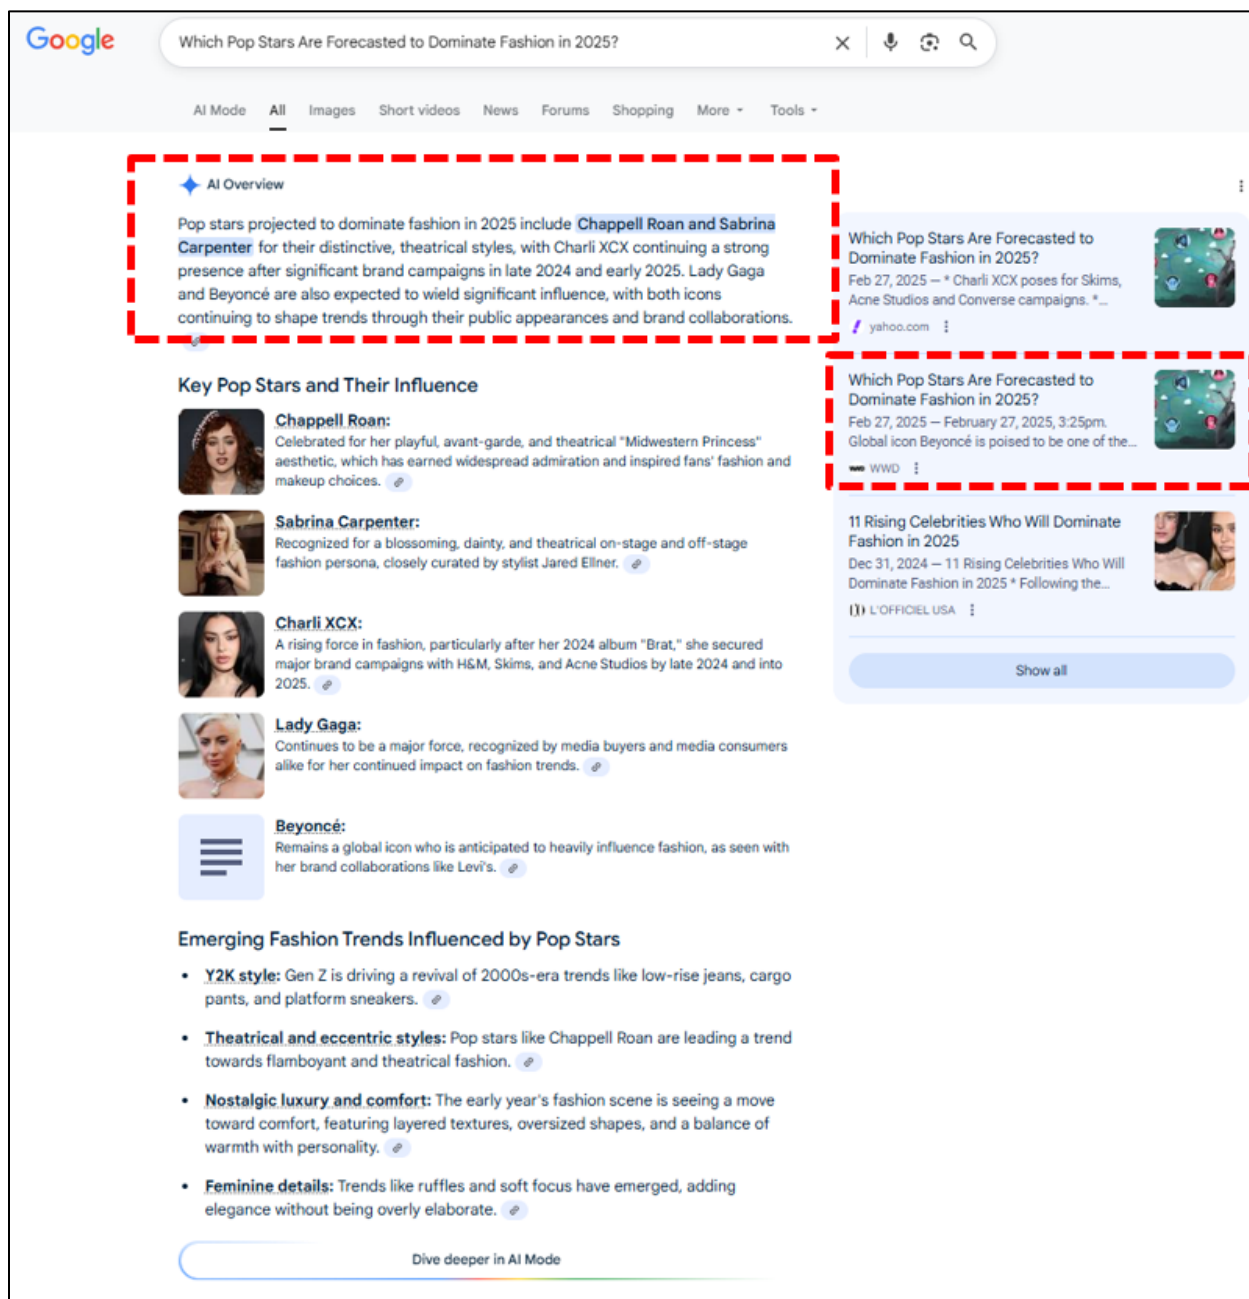 Google
Which Pop Stars Are Forecasted to Dominate Fashion in 2025?
AI Mode All Images Short videos News Forums Shopping More Tools
AI Overview
Pop stars projected to dominate fashion in 2025 include Chappell Roan and Sabrina
Carpenter for their distinctive, theatrical styles, with Charli XCX continuing a strong
presence after significant brand campaigns in late 2024 and early 2025. Lady Gaga
and Beyoncé are also expected to wield significant influence, with both icons
continuing to shape trends through their public appearances and brand collaborations.
Key Pop Stars and Their Influence
Chappell Roan:
Celebrated for her playful, avant-garde, and theatrical "Midwestern Princess"
aesthetic, which has earned widespread admiration and inspired fans' fashion and
makeup choices.
Sabrina Carpenter:
Recognized for a blossoming, dainty, and theatrical on-stage and off-stage
fashion persona, closely curated by stylist Jared Ellner.
Charli XCX:
A rising force in fashion, particularly after her 2024 album "Brat," she secured
major brand campaigns with H&M, Skims, and Acne Studios by late 2024 and into
2025.
Lady Gaga:
Continues to be a major force, recognized by media buyers and media consumers
alike for her continued impact on fashion trends.
Beyoncé:
Remains a global icon who is anticipated to heavily influence fashion, as seen with
her brand collaborations like Levi's.
Emerging Fashion Trends Influenced by Pop Stars
• Y2K style: Gen Z is driving a revival of 2000s-era trends like low-rise jeans, cargo
pants, and platform sneakers.
• Theatrical and eccentric styles: Pop stars like Chappell Roan are leading a trend
towards flamboyant and theatrical fashion.
• Nostalgic luxury and comfort: The early year's fashion scene is seeing a move
toward comfort, featuring layered textures, oversized shapes, and a balance of
warmth with personality.
• Feminine details: Trends like ruffles and soft focus have emerged, adding
elegance without being overly elaborate.
Dive deeper in AI Mode
Which Pop Stars Are Forecasted to
Dominate Fashion in 2025?
Feb 27, 2025 — * Charli XCX poses for Skims,
Acne Studios and Converse campaigns. *...
yahoo.com
Which Pop Stars Are Forecasted to
Dominate Fashion in 2025?
Feb 27, 2025 — February 27, 2025, 3:25pm.
Global icon Beyoncé is poised to be one of the...
WWD
11 Rising Celebrities Who Will Dominate
Fashion in 2025
Dec 31, 2024 — 11 Rising Celebrities Who Will
Dominate Fashion in 2025 * Following the...
L'OFFICIEL USA
Show all